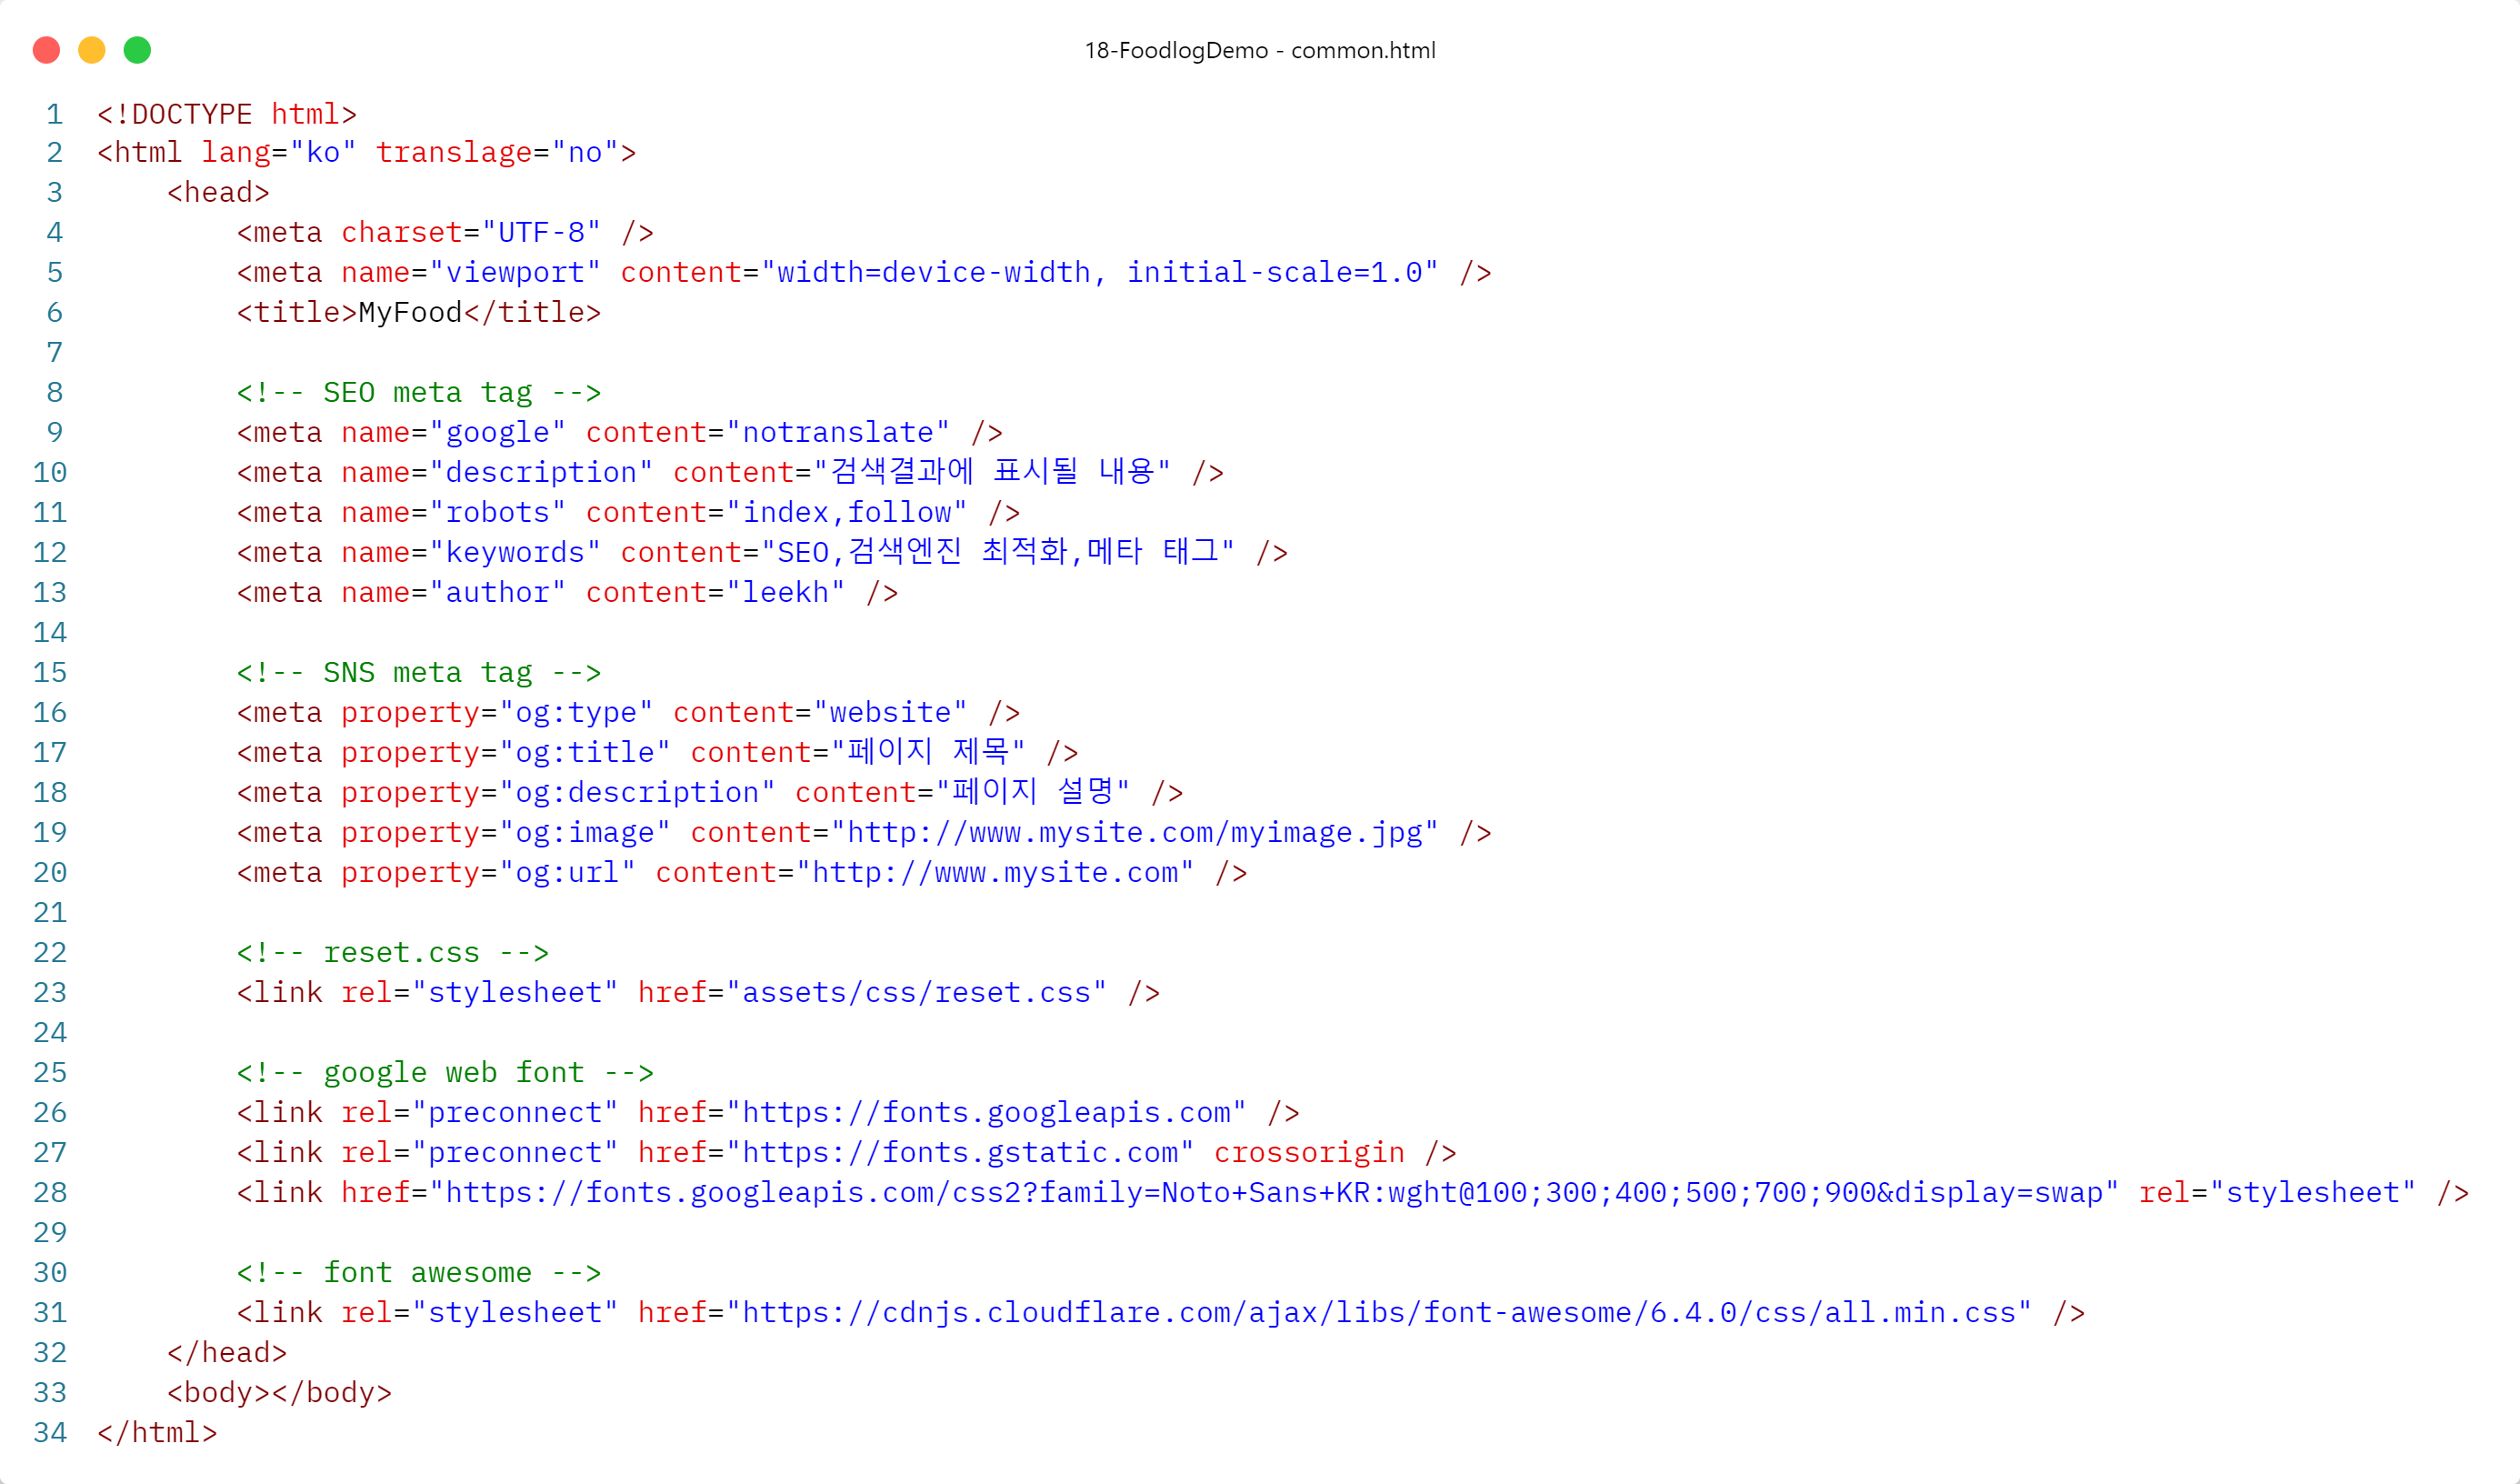 18-FoodlogDemo - common.html
1 <!DOCTYPE html>
2 <html lang="ko" translage="no">
3     <head>
4         <meta charset="UTF-8" />
5         <meta name="viewport" content="width=device-width, initial-scale=1.0" />
6         <title>MyFood</title>
7
8         <!-- SEO meta tag -->
9         <meta name="google" content="notranslate" />
10         <meta name="description" content="검색결과에 표시될 내용" />
11         <meta name="robots" content="index,follow" />
12         <meta name="keywords" content="SEO,검색엔진 최적화,메타 태그" />
13         <meta name="author" content="leekh" />
14
15         <!-- SNS meta tag -->
16         <meta property="og:type" content="website" />
17         <meta property="og:title" content="페이지 제목" />
18         <meta property="og:description" content="페이지 설명" />
19         <meta property="og:image" content="http://www.mysite.com/myimage.jpg" />
20         <meta property="og:url" content="http://www.mysite.com" />
21
22         <!-- reset.css -->
23         <link rel="stylesheet" href="assets/css/reset.css" />
24
25         <!-- google web font -->
26         <link rel="preconnect" href="https://fonts.googleapis.com" />
27         <link rel="preconnect" href="https://fonts.gstatic.com" crossorigin />
28         <link href="https://fonts.googleapis.com/css2?family=Noto+Sans+KR:wght@100;300;400;500;700;900&display=swap" rel="stylesheet" />
29
30         <!-- font awesome -->
31         <link rel="stylesheet" href="https://cdnjs.cloudflare.com/ajax/libs/font-awesome/6.4.0/css/all.min.css" />
32     </head>
33     <body></body>
34 </html>